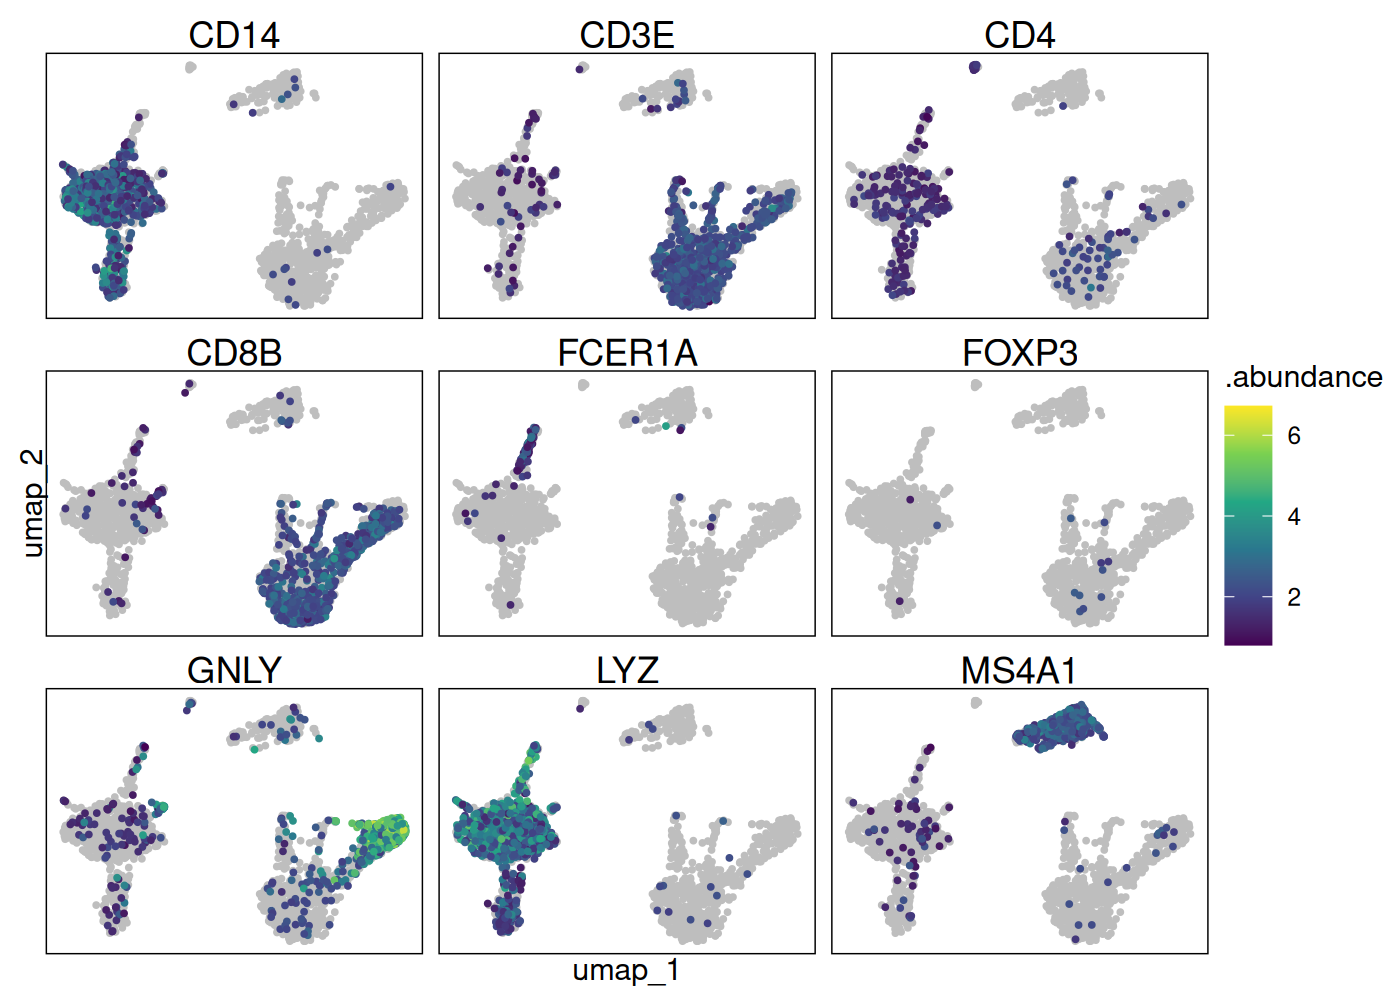 CD14
CD3E
CD4
CD8B
FCER1A
FOXP3
GNLY
LYZ
MS4A1
umap_2
umap_1
.abundance
6
4
2